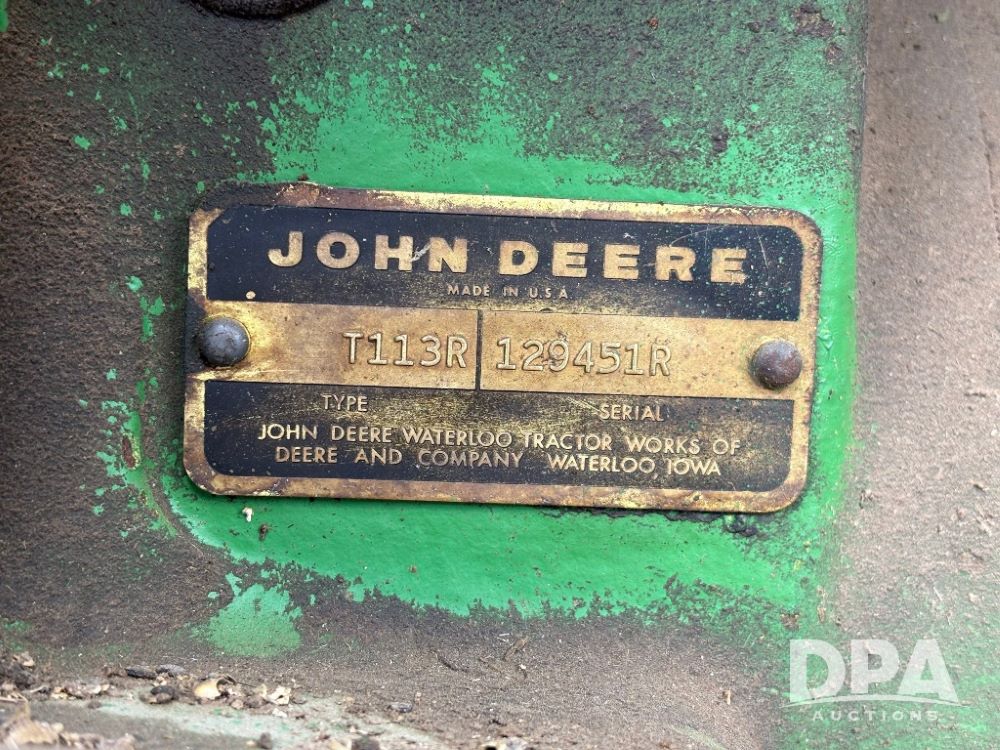 JOHN DEERE
MADE IN U.S.A
T113R 129451R
TYPE SERIAL
JOHN DEERE WATERLOO TRACTOR WORKS OF
DEERE AND COMPANY WATERLOO, IOWA
DPA
AUCTIONS